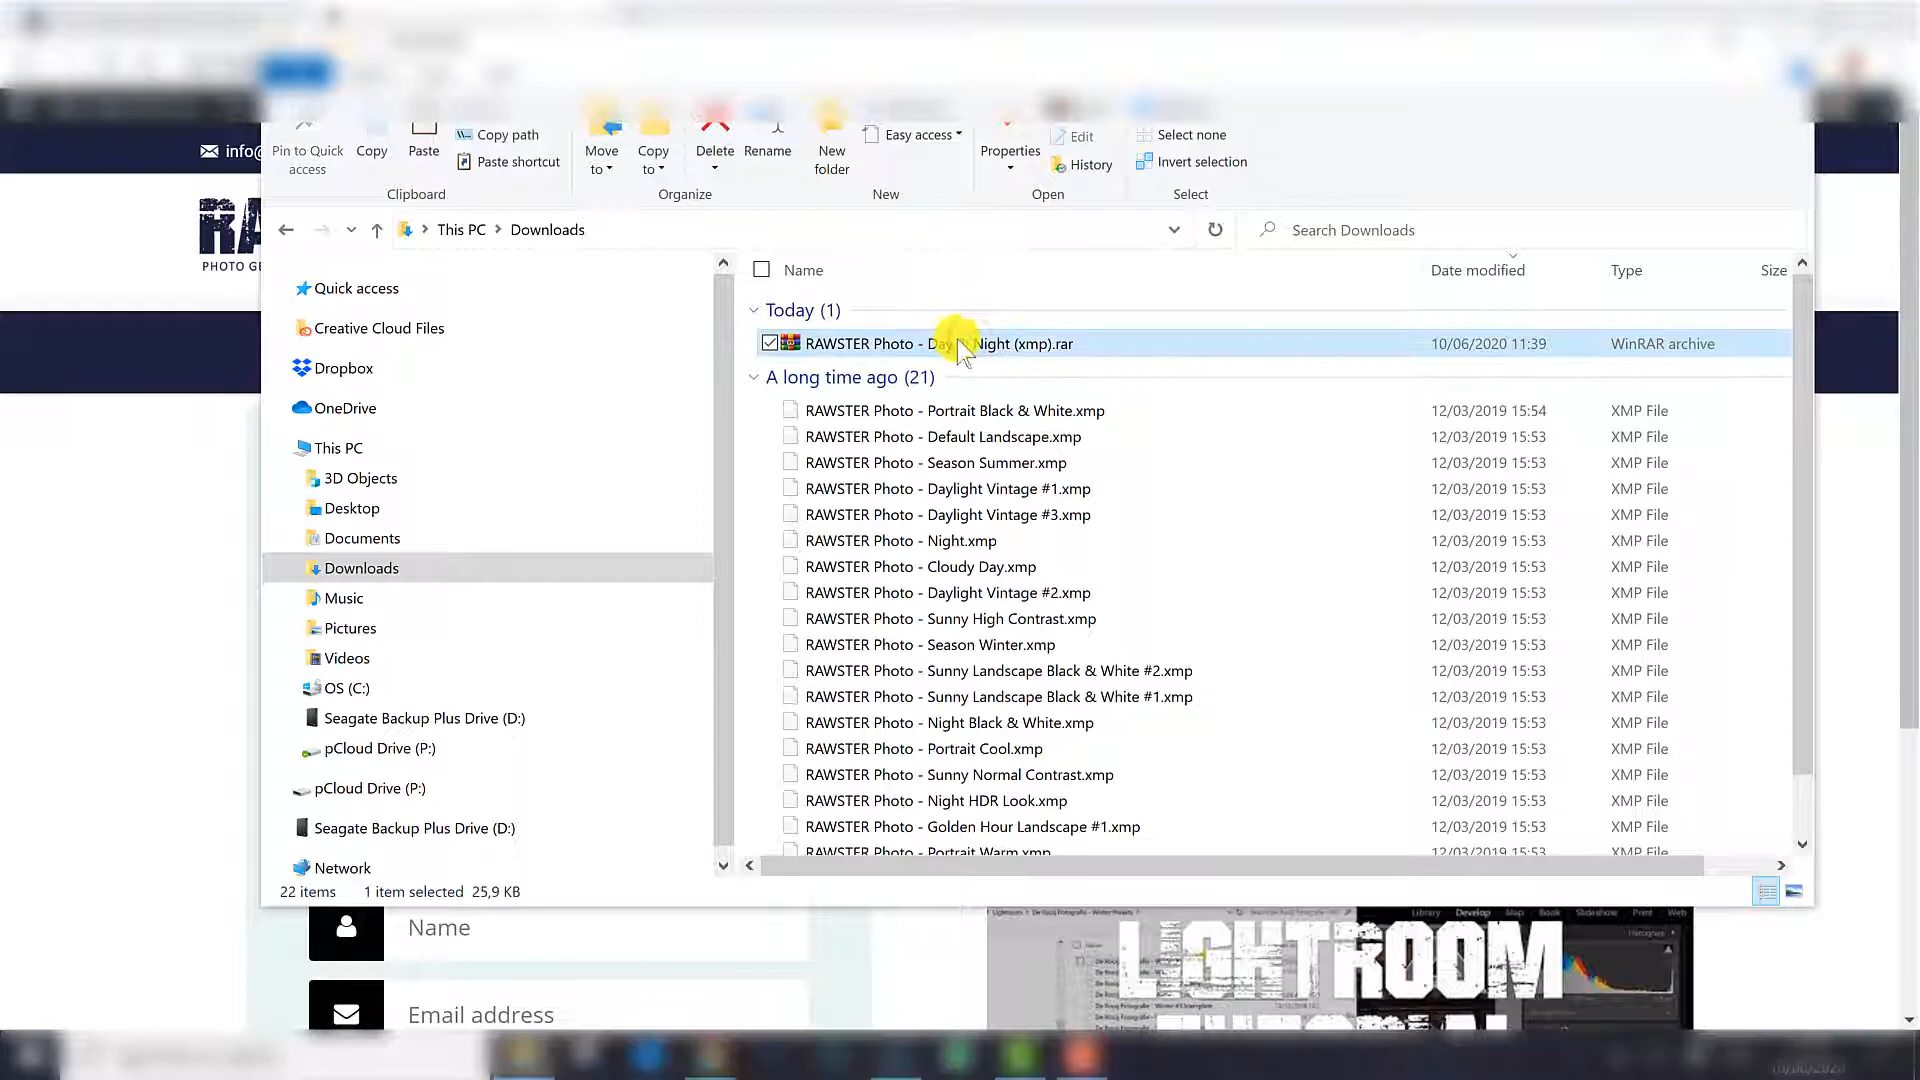 info@
RA
PHOTO GE
Pin to Quick
access
Copy
Paste
Copy path
Paste shortcut
Move
to
Copy
to
Delete
Rename
New
folder
Easy access
Properties
Edit
History
Select none
Invert selection
Clipboard
Organize
New
Open
Select
This PC
Downloads
Search Downloads
Name
Date modified
Type
Size
Quick access
Creative Cloud Files
Dropbox
OneDrive
This PC
3D Objects
Desktop
Documents
Downloads
Music
Pictures
Videos
OS (C:)
Seagate Backup Plus Drive (D:)
pCloud Drive (P:)
pCloud Drive (P:)
Seagate Backup Plus Drive (D:)
Network
Today (1)
RAWSTER Photo - Day Night (xmp).rar 10/06/2020 11:39 WinRAR archive
A long time ago (21)
RAWSTER Photo - Portrait Black & White.xmp 12/03/2019 15:54 XMP File
RAWSTER Photo - Default Landscape.xmp 12/03/2019 15:53 XMP File
RAWSTER Photo - Season Summer.xmp 12/03/2019 15:53 XMP File
RAWSTER Photo - Daylight Vintage #1.xmp 12/03/2019 15:53 XMP File
RAWSTER Photo - Daylight Vintage #3.xmp 12/03/2019 15:53 XMP File
RAWSTER Photo - Night.xmp 12/03/2019 15:53 XMP File
RAWSTER Photo - Cloudy Day.xmp 12/03/2019 15:53 XMP File
RAWSTER Photo - Daylight Vintage #2.xmp 12/03/2019 15:53 XMP File
RAWSTER Photo - Sunny High Contrast.xmp 12/03/2019 15:53 XMP File
RAWSTER Photo - Season Winter.xmp 12/03/2019 15:53 XMP File
RAWSTER Photo - Sunny Landscape Black & White #2.xmp 12/03/2019 15:53 XMP File
RAWSTER Photo - Sunny Landscape Black & White #1.xmp 12/03/2019 15:53 XMP File
RAWSTER Photo - Night Black & White.xmp 12/03/2019 15:53 XMP File
RAWSTER Photo - Portrait Cool.xmp 12/03/2019 15:53 XMP File
RAWSTER Photo - Sunny Normal Contrast.xmp 12/03/2019 15:53 XMP File
RAWSTER Photo - Night HDR Look.xmp 12/03/2019 15:53 XMP File
RAWSTER Photo - Golden Hour Landscape #1.xmp 12/03/2019 15:53 XMP File
RAWSTER Photo - Portrait Warm.xmp 12/03/2019 15:53 XMP File
22 items 1 item selected 25,9 KB
Name
Email address
Library Develop Map Book Slideshow Print Web
Histogram
LIGHTROOM
TUTORIAL